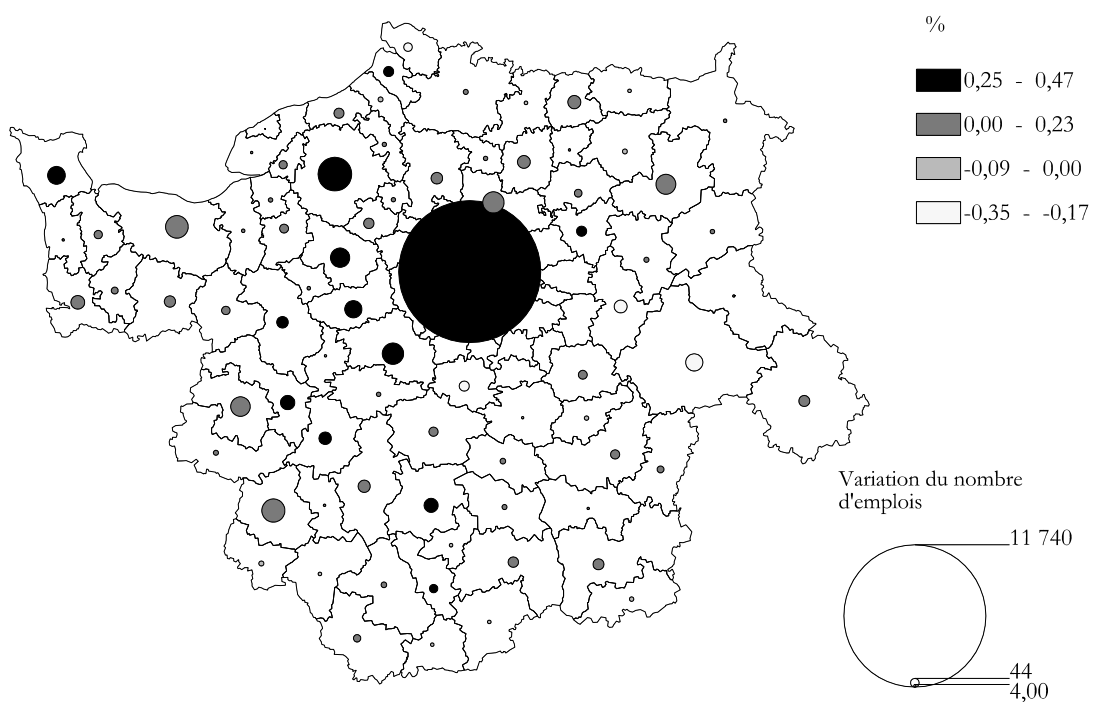 %
0,25 - 0,47
0,00 - 0,23
-0,09 - 0,00
-0,35 - -0,17
Variation du nombre
d'emplois
11 740
44
4,00